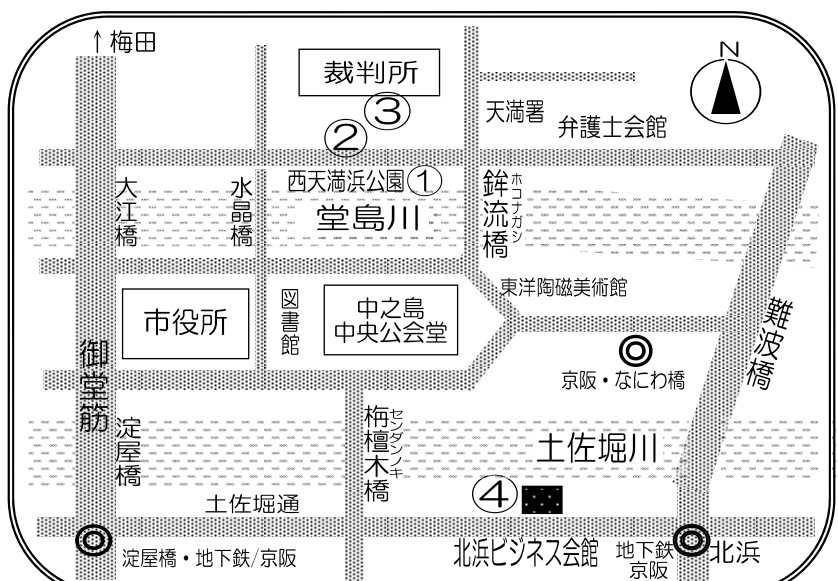 ↑梅田
N
裁判所
③
②
天満署
弁護士会館
大江橋
水晶橋
西天満浜公園
①
鉾流橋
ホコナガシ
堂島川
東洋陶磁美術館
市役所
図書館
中之島
中央公会堂
難波橋
御堂筋
京阪・なにわ橋
淀屋橋
栴檀木橋
センダンノキ
土佐堀川
④
土佐堀通
淀屋橋・地下鉄/京阪
北浜ビジネス会館
地下鉄
京阪
北浜